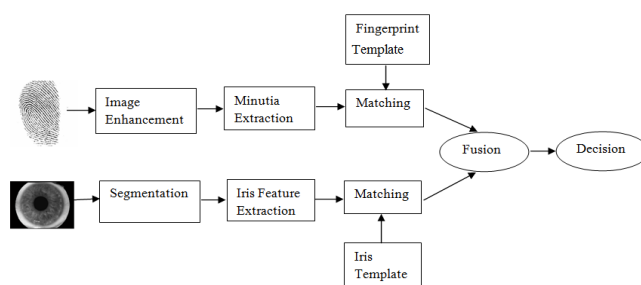 Fingerprint
Template
Image
Enhancement
Minutia
Extraction
Matching
Fusion
Decision
Segmentation
Iris Feature
Extraction
Matching
Iris
Template